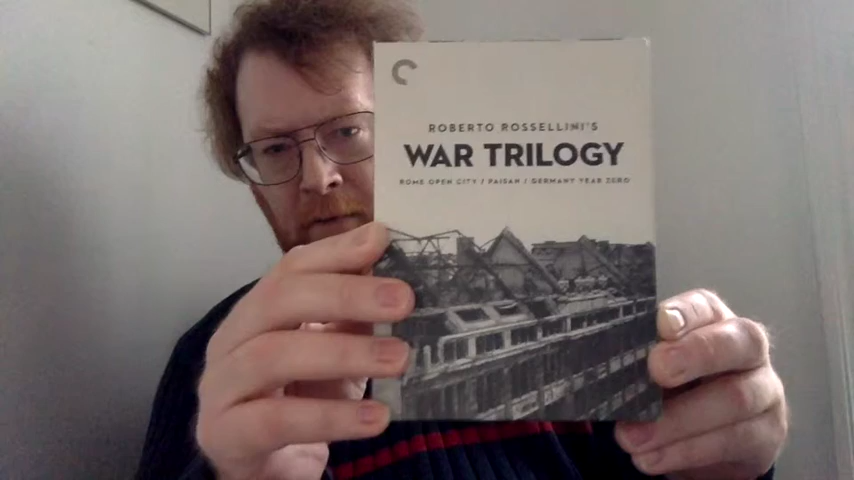 ROBERTO ROSSELLINI'S
WAR TRILOGY
ROME OPEN CITY / PAISAN / GERMANY YEAR ZERO